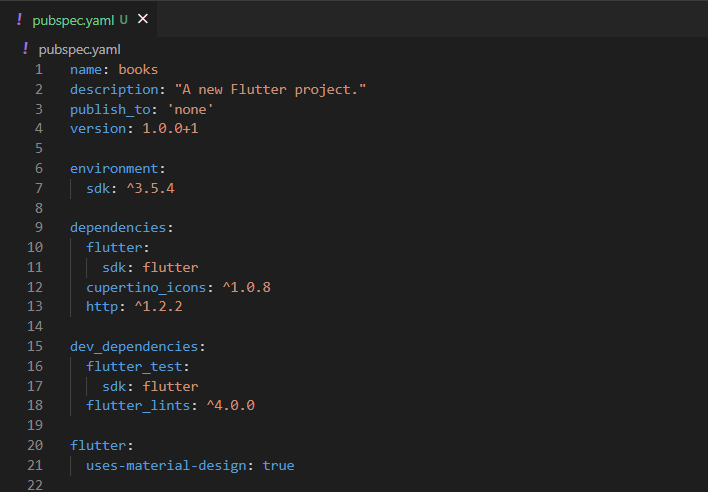 ! pubspec.yaml U ×
! pubspec.yaml
1 name: books
2 description: "A new Flutter project."
3 publish_to: 'none'
4 version: 1.0.0+1
5
6 environment:
7   sdk: ^3.5.4
8
9 dependencies:
10   flutter:
11     sdk: flutter
12   cupertino_icons: ^1.0.8
13   http: ^1.2.2
14
15 dev_dependencies:
16   flutter_test:
17     sdk: flutter
18   flutter_lints: ^4.0.0
19
20 flutter:
21   uses-material-design: true
22